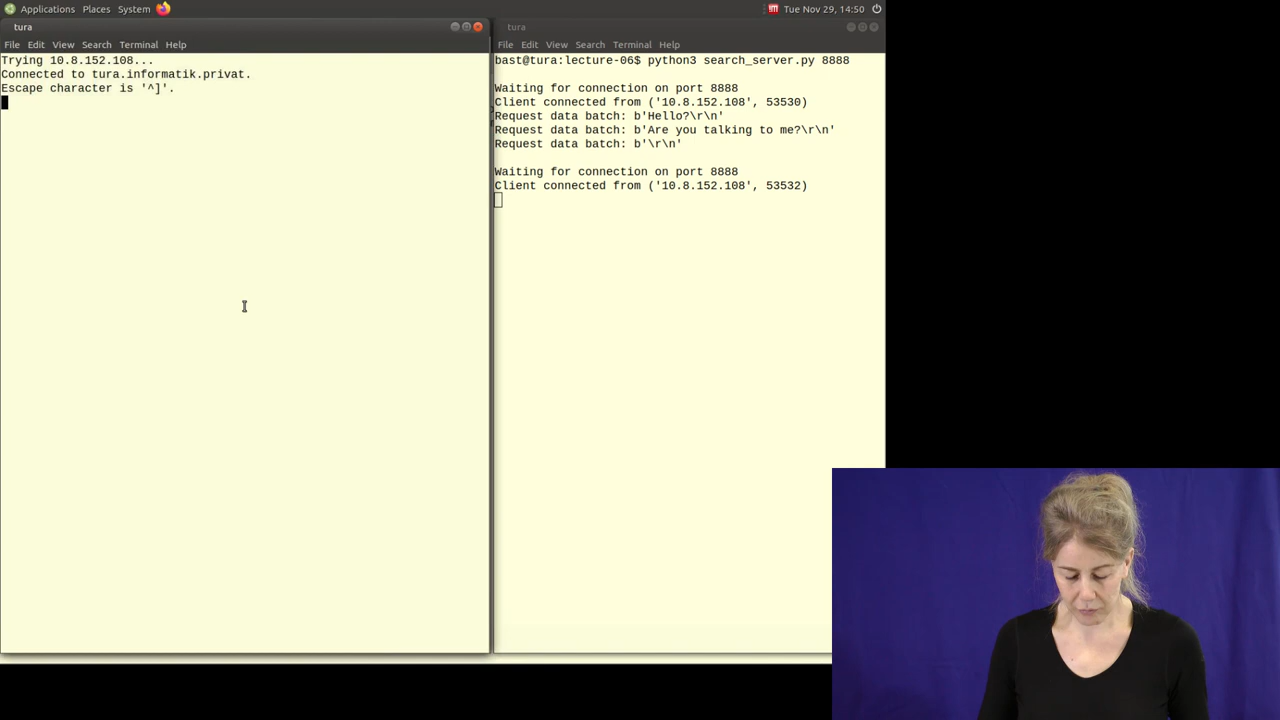 Applications Places System
Tue Nov 29, 14:50
tura
File Edit View Search Terminal Help
Trying 10.8.152.108...
Connected to tura.informatik.privat.
Escape character is '^]'.
tura
File Edit View Search Terminal Help
bast@tura:lecture-06$ python3 search_server.py 8888
Waiting for connection on port 8888
Client connected from ('10.8.152.108', 53530)
Request data batch: b'Hello?\r\n'
Request data batch: b'Are you talking to me?\r\n'
Request data batch: b'\r\n'
Waiting for connection on port 8888
Client connected from ('10.8.152.108', 53532)